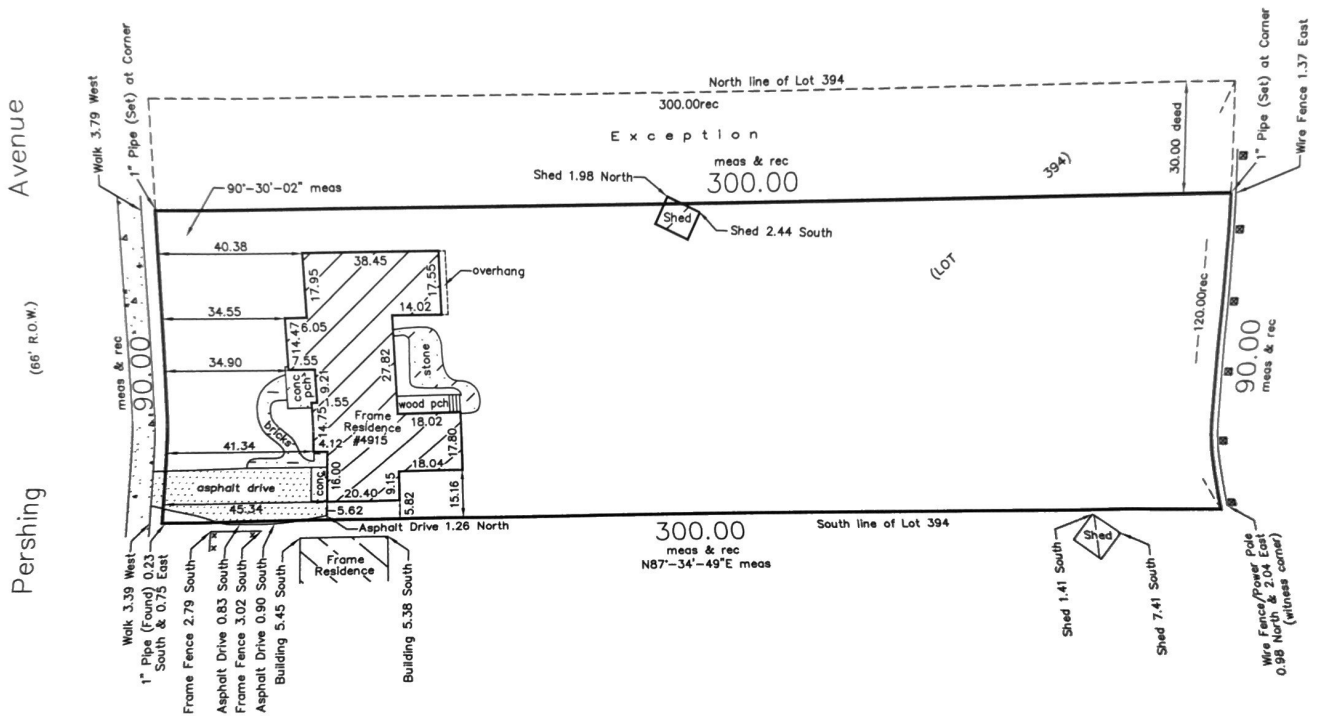 Pershing
Avenue
(66' R.O.W.)
Walk 3.79 West
1" Pipe (Set) at Corner
North line of Lot 394
300.00rec
Exception
meas & rec
300.00
30.00 deed
1" Pipe (Set) at Corner
Wire Fence 1.37 East
90°-30'-02" meas
Shed 1.98 North
Shed
Shed 2.44 South
(LOT
394)
120.00rec
90.00
meas & rec
meas & rec
90.00
40.38
38.45
17.95
17.55
overhang
34.55
14.02
6.05
14.47
34.90
7.55
conc
pch
9.21
27.82
stone
1.55
wood pch
bricks
14.75
Frame
Residence
#4915
18.02
17.80
41.34
4.12
18.04
asphalt drive
conc
16.00
20.40
9.15
15.16
45.34
5.62
5.82
Asphalt Drive 1.26 North
300.00
meas & rec
N87°-34'-49"E meas
South line of Lot 394
Walk 3.39 West
1" Pipe (Found) 0.23
South & 0.75 East
Frame Fence 2.79 South
Asphalt Drive 0.83 South
Frame Fence 3.02 South
Asphalt Drive 0.90 South
Building 5.45 South
Frame
Residence
Building 5.38 South
Shed 1.41 South
Shed
Shed 7.41 South
Wire Fence/Power Pole
0.98 North & 2.04 East
(witness corner)